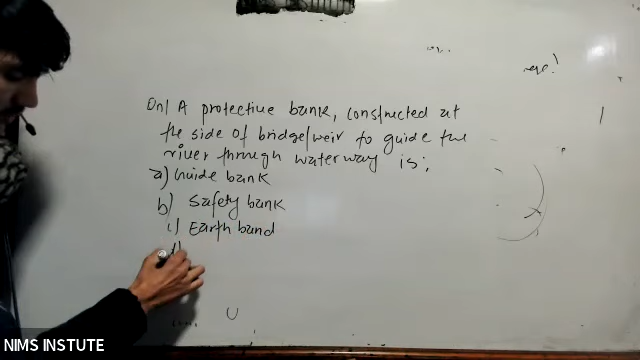 Qn) A protective bank, constructed at
the side of bridge/weir to guide the
river through waterway is:
a) Guide bank
b) Safety bank
c) Earth band
d)
U
NIMS INSTUTE